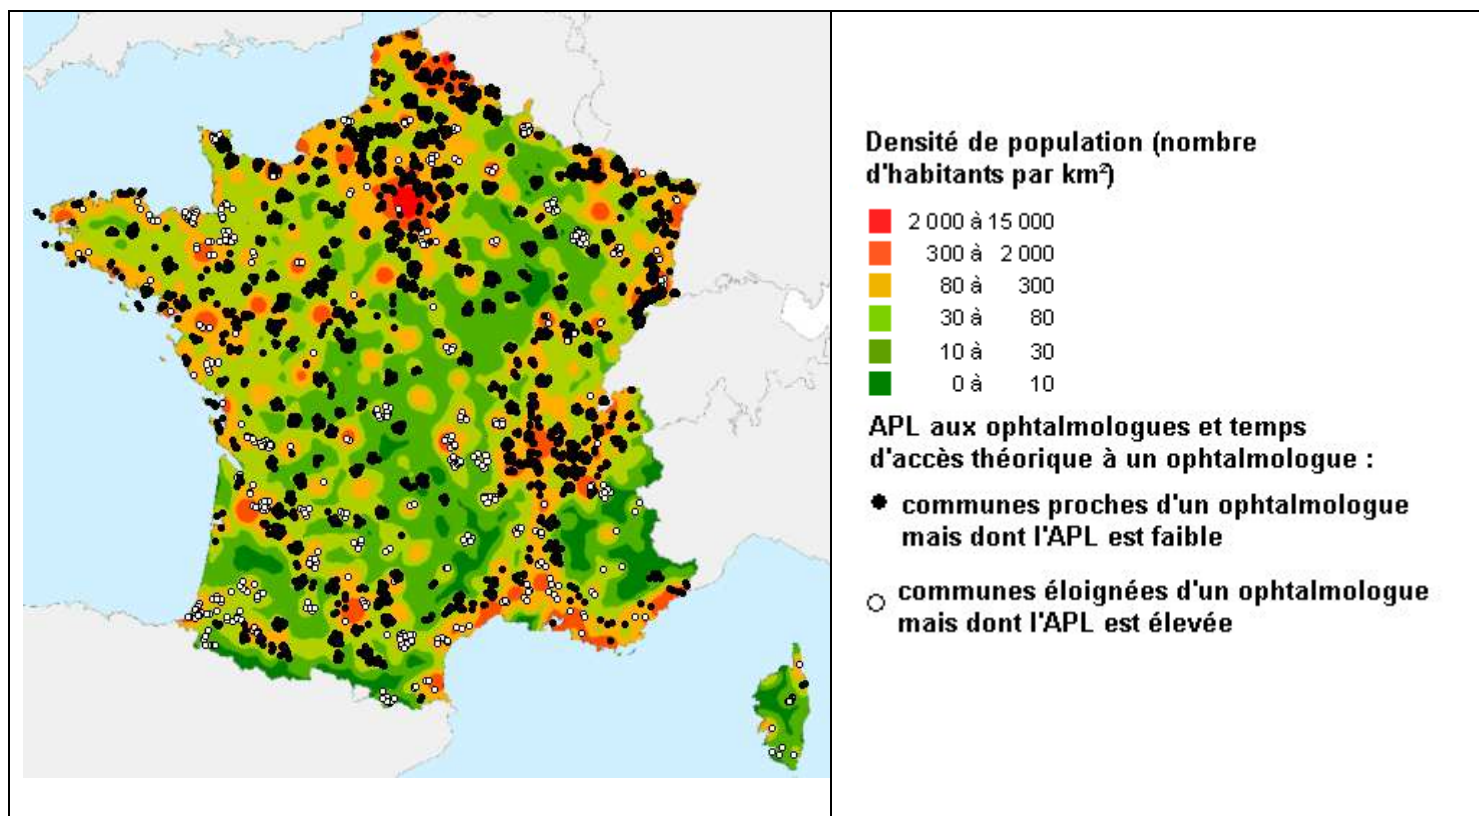 Densité de population (nombre
d'habitants par km²)
2 000 à 15 000
300 à 2 000
80 à 300
30 à 80
10 à 30
0 à 10
APL aux ophtalmologues et temps
d'accès théorique à un ophtalmologue :
communes proches d'un ophtalmologue
mais dont l'APL est faible
communes éloignées d'un ophtalmologue
mais dont l'APL est élevée